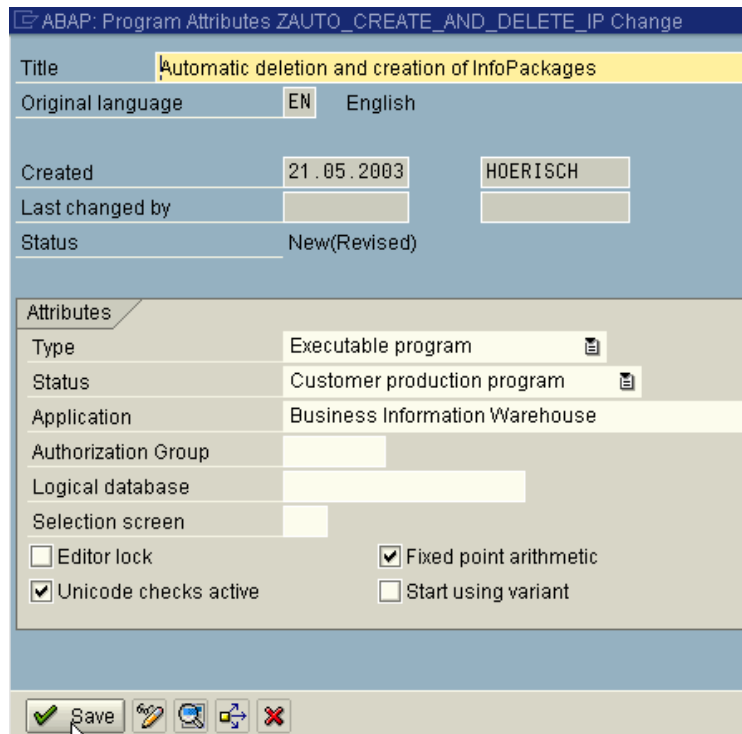 ABAP: Program Attributes ZAUTO_CREATE_AND_DELETE_IP Change
Title Automatic deletion and creation of InfoPackages
Original language EN English
Created 21.05.2003 HOERISCH
Last changed by
Status New(Revised)
Attributes
Type Executable program
Status Customer production program
Application Business Information Warehouse
Authorization Group
Logical database
Selection screen
Editor lock Fixed point arithmetic
Unicode checks active Start using variant
Save